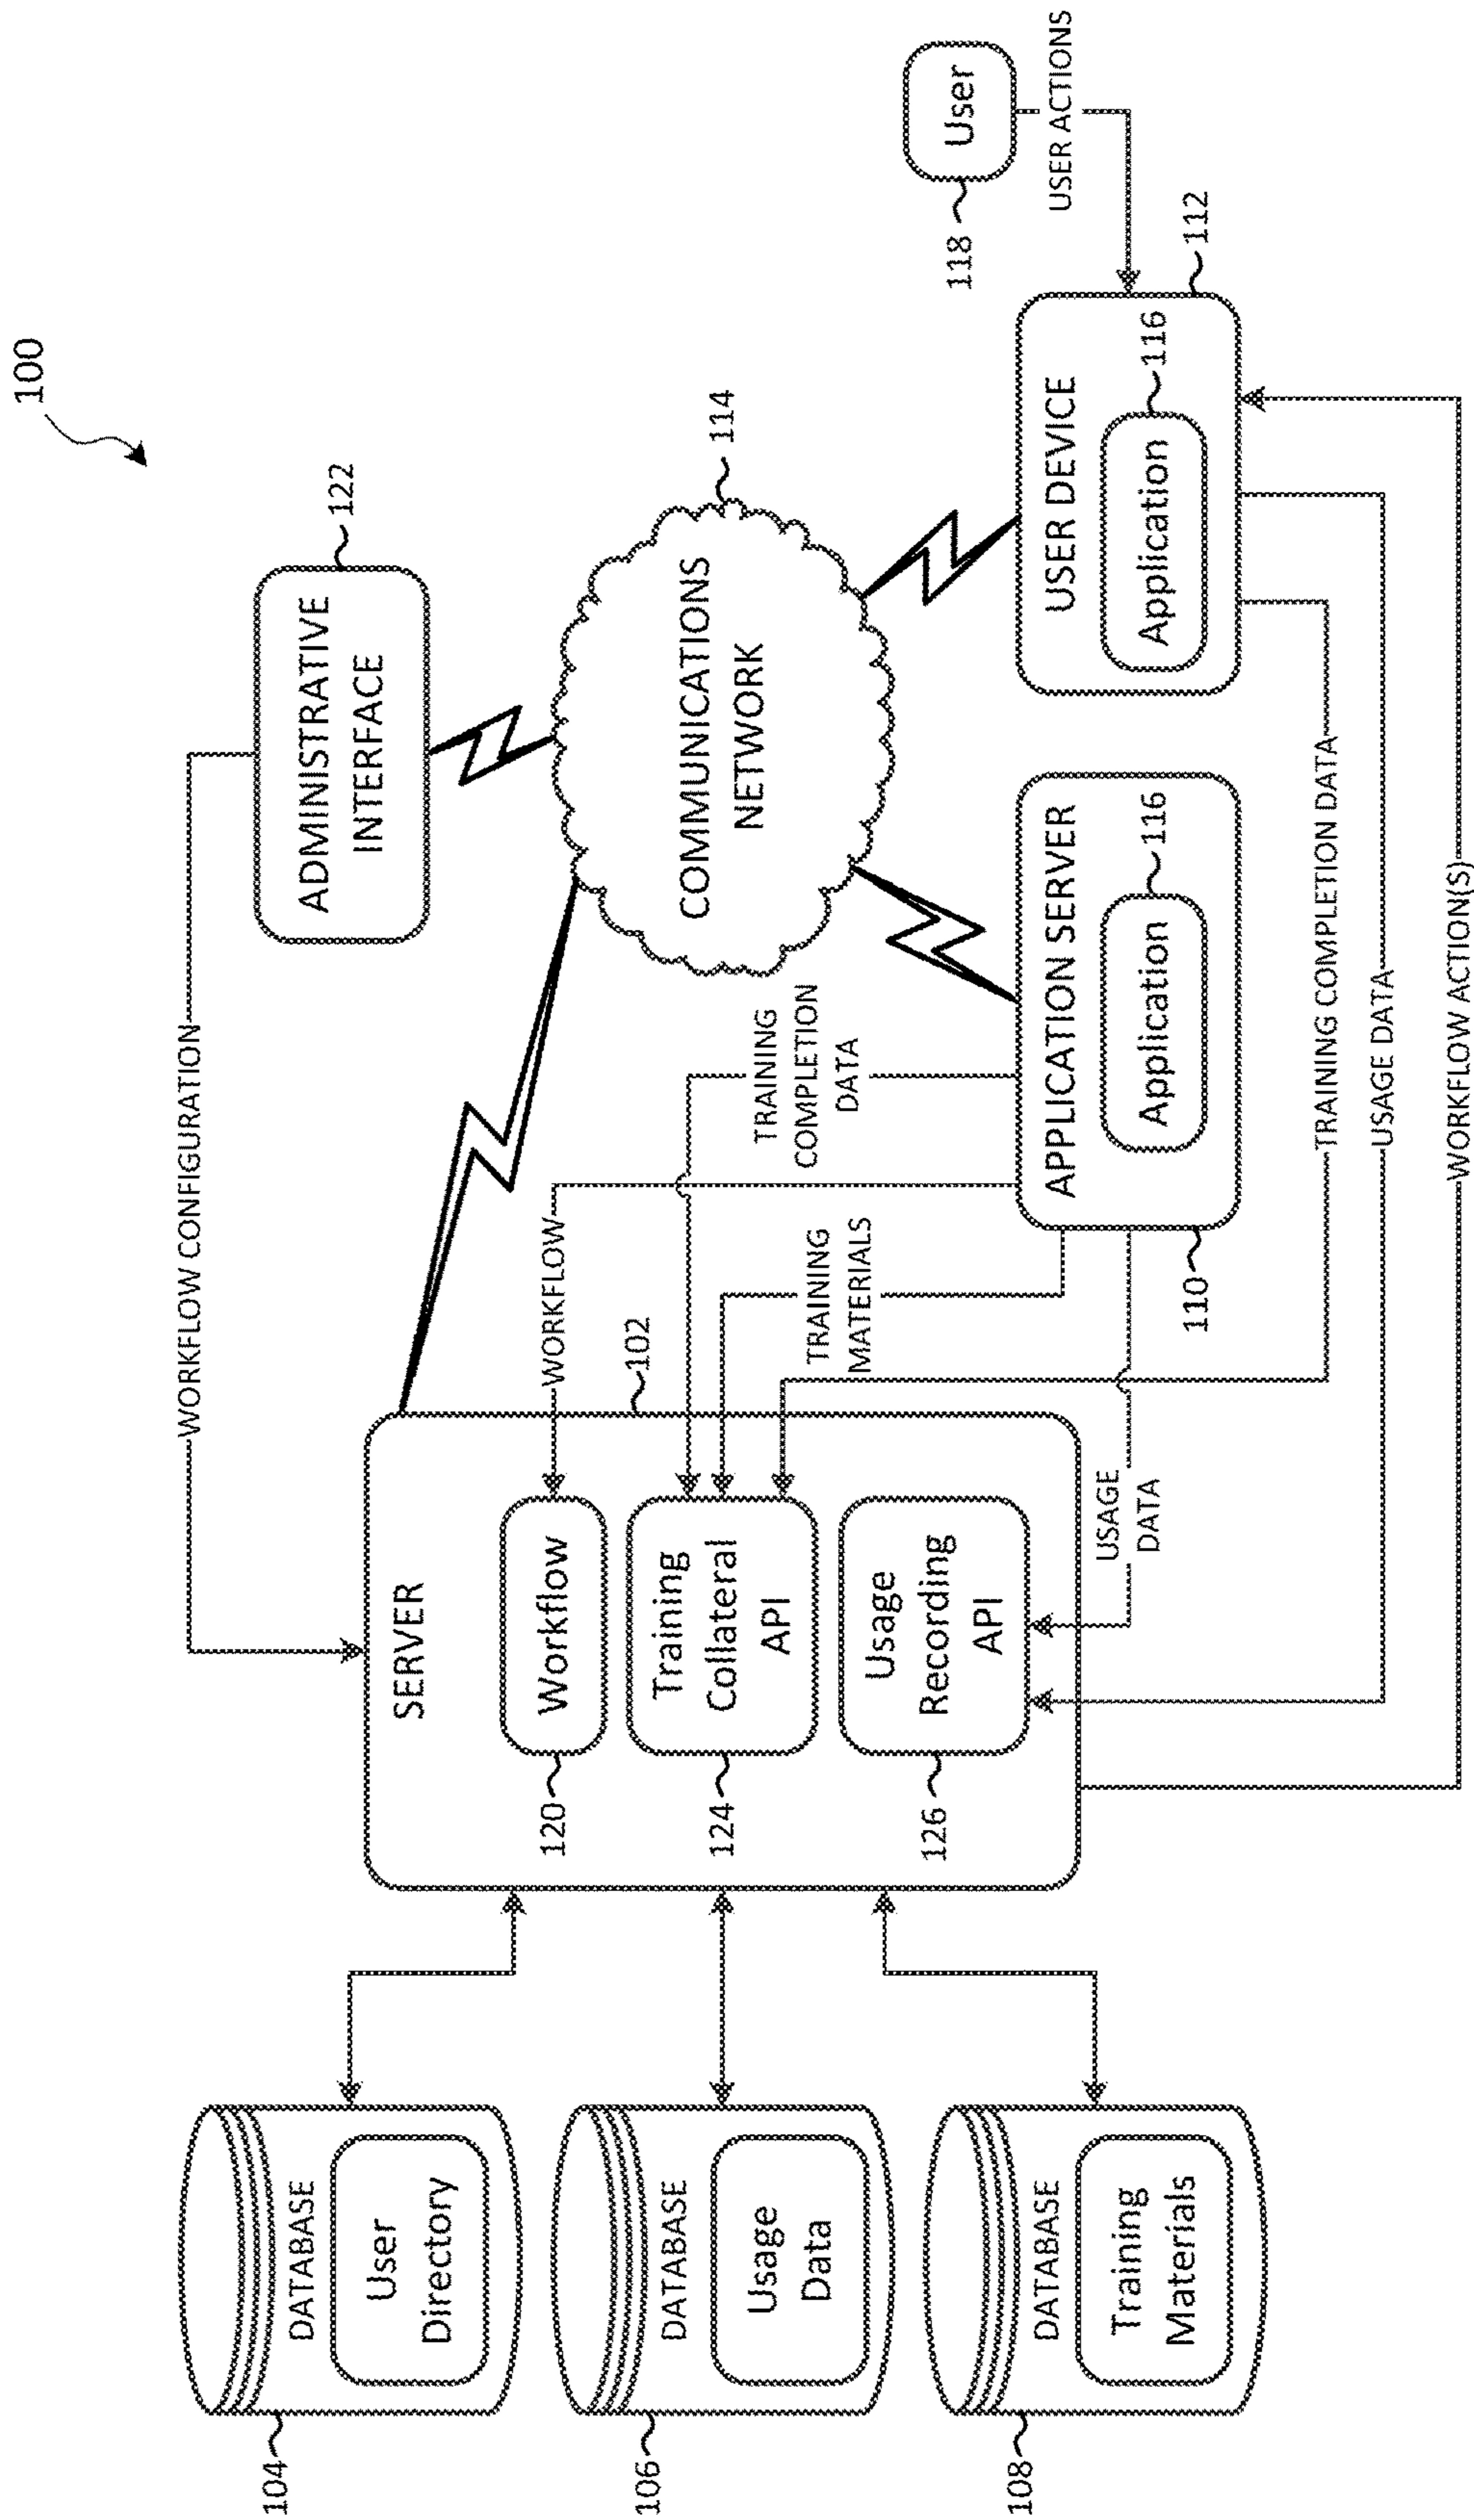 100
WORKFLOW CONFIGURATION
ADMINISTRATIVE
INTERFACE
122
104
DATABASE
User
Directory
106
DATABASE
Usage
Data
108
DATABASE
Training
Materials
SERVER
102
120
Workflow
124
Training
Collateral
API
126
Usage
Recording
API
WORKFLOW
TRAINING
COMPLETION
DATA
TRAINING
MATERIALS
USAGE
DATA
COMMUNICATIONS
NETWORK
114
APPLICATION SERVER
Application
116
110
USER DEVICE
Application
116
112
User
118
USER ACTIONS
TRAINING COMPLETION DATA
USAGE DATA
WORKFLOW ACTION(S)